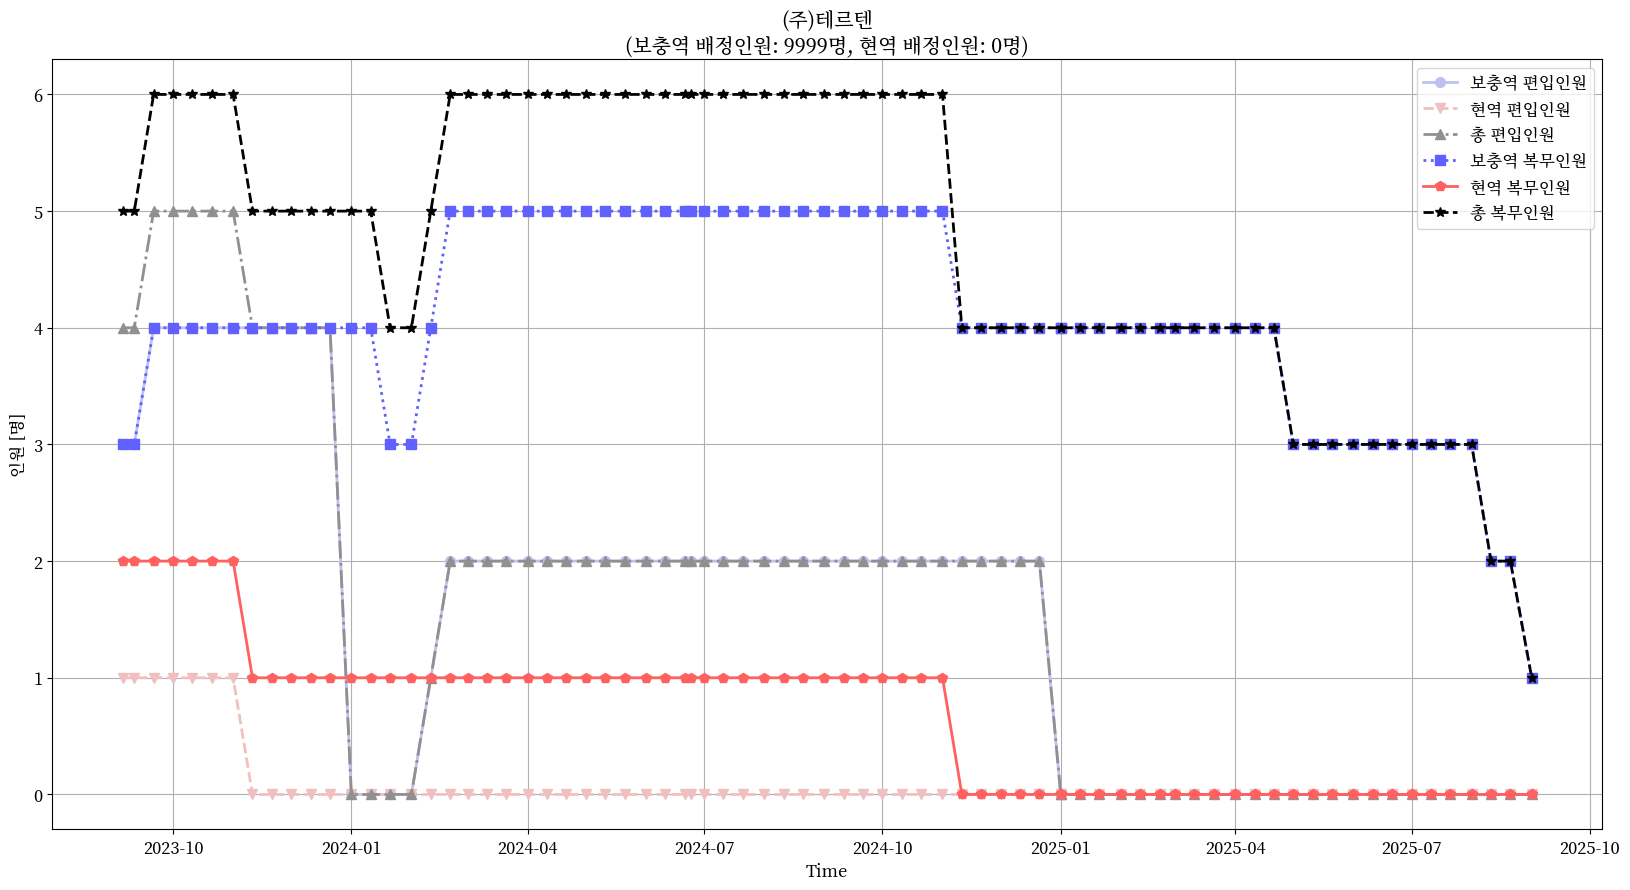 (주)테르텐
(보충역 배정인원: 9999명, 현역 배정인원: 0명)
보충역 편입인원
현역 편입인원
총 편입인원
보충역 복무인원
현역 복무인원
총 복무인원
인원 [명]
6
5
4
3
2
1
0
2023-10
2024-01
2024-04
2024-07
2024-10
2025-01
2025-04
2025-07
2025-10
Time